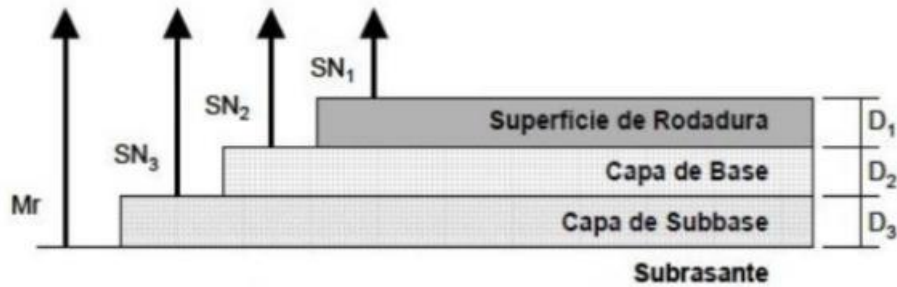 SN₁
SN₂
SN₃
Mr
Superficie de Rodadura
D₁
Capa de Base
D₂
Capa de Subbase
D₃
Subrasante